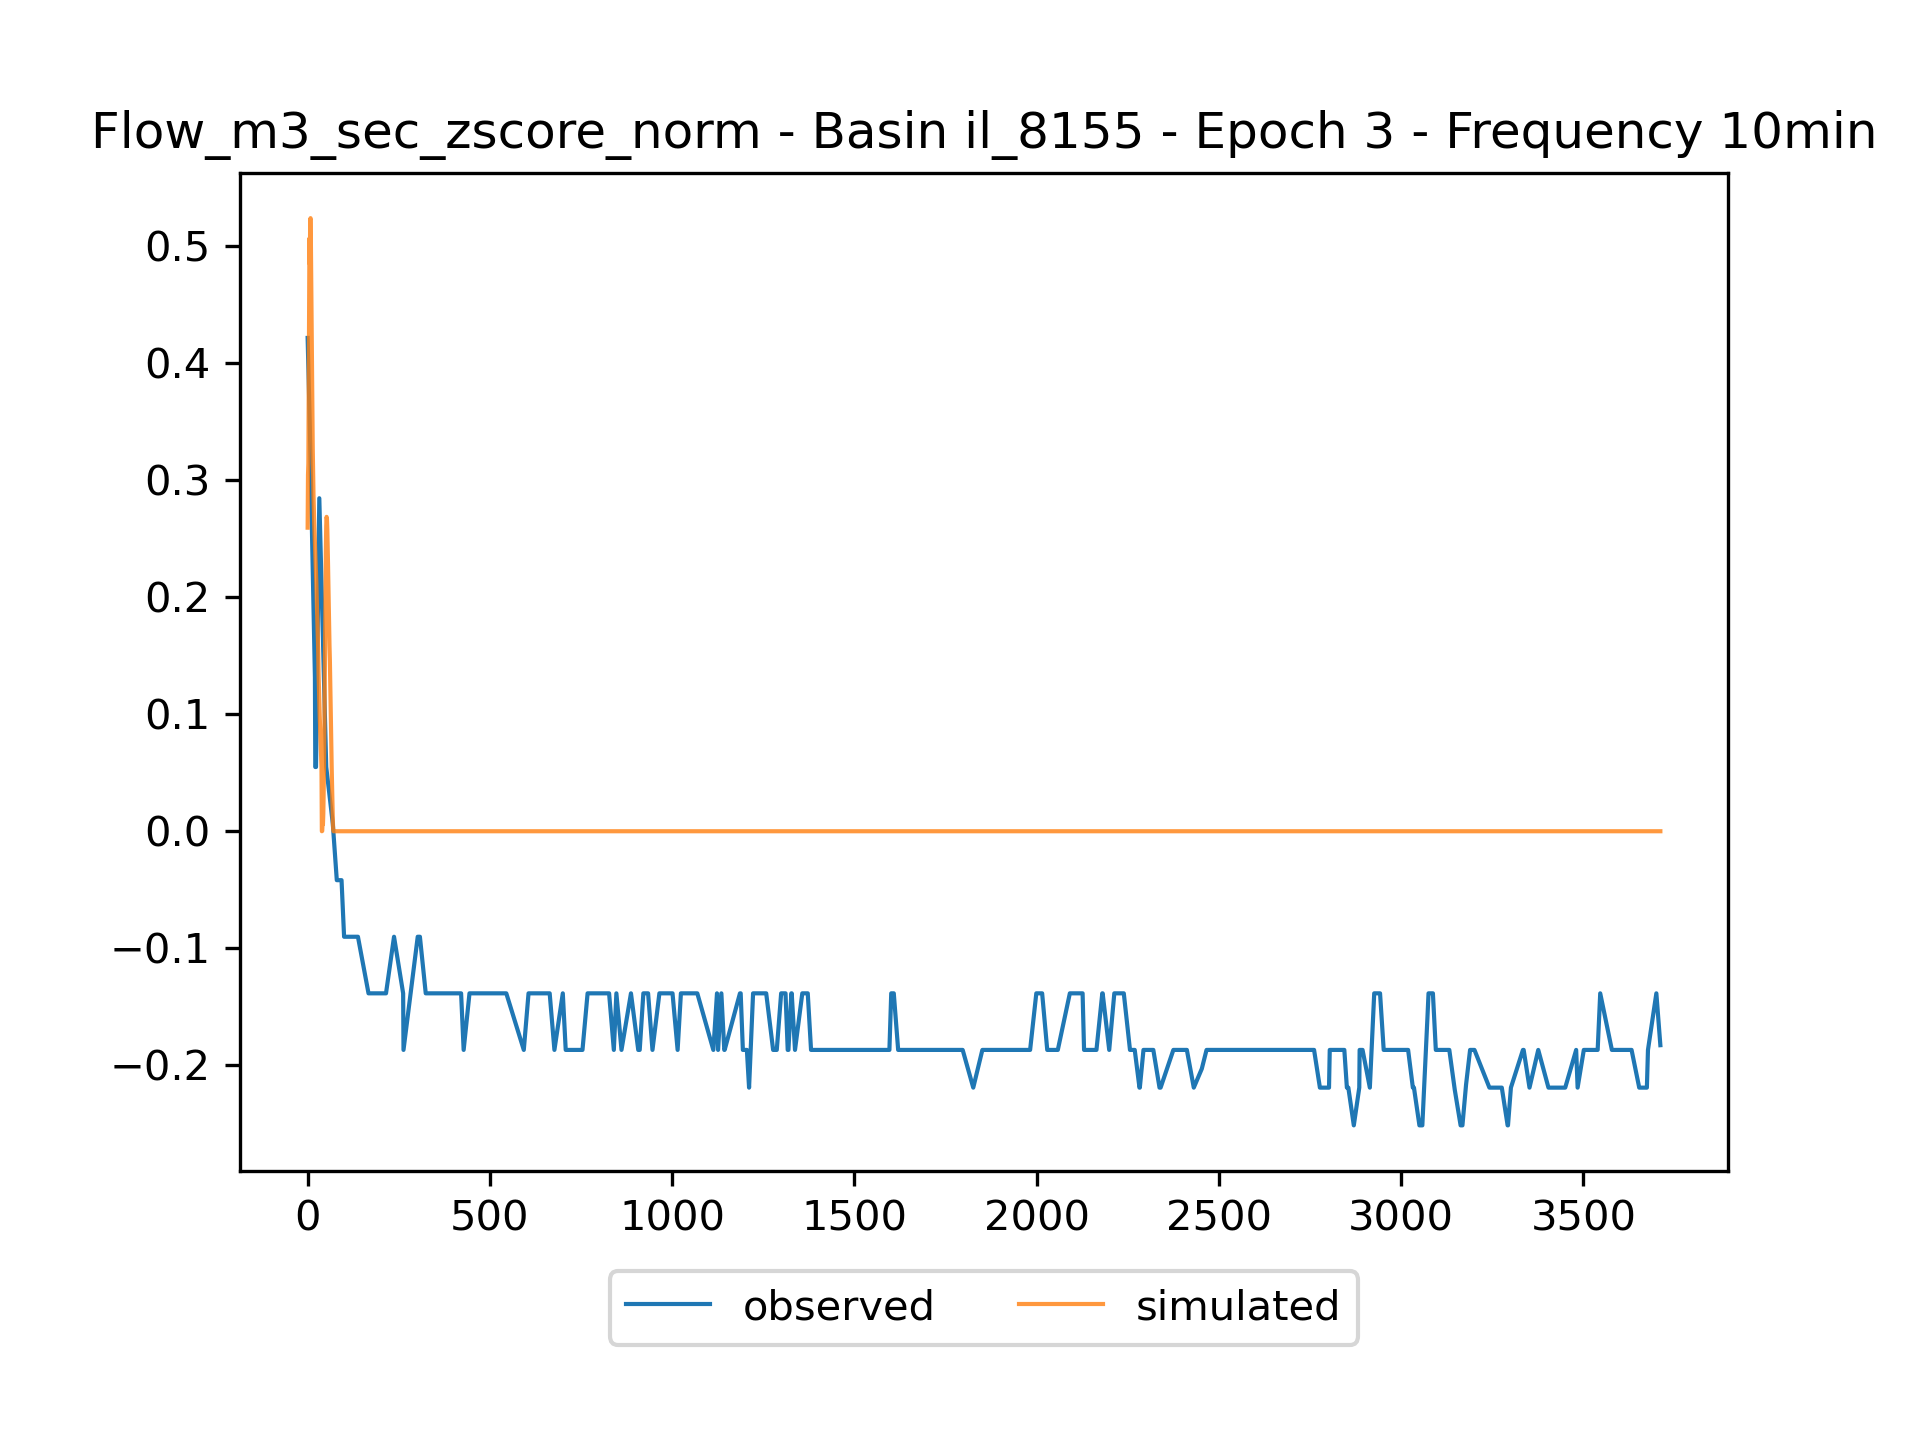 Flow_m3_sec_zscore_norm - Basin il_8155 - Epoch 3 - Frequency 10min
0.5
0.4
0.3
0.2
0.1
0.0
−0.1
−0.2
0 500 1000 1500 2000 2500 3000 3500
observed simulated